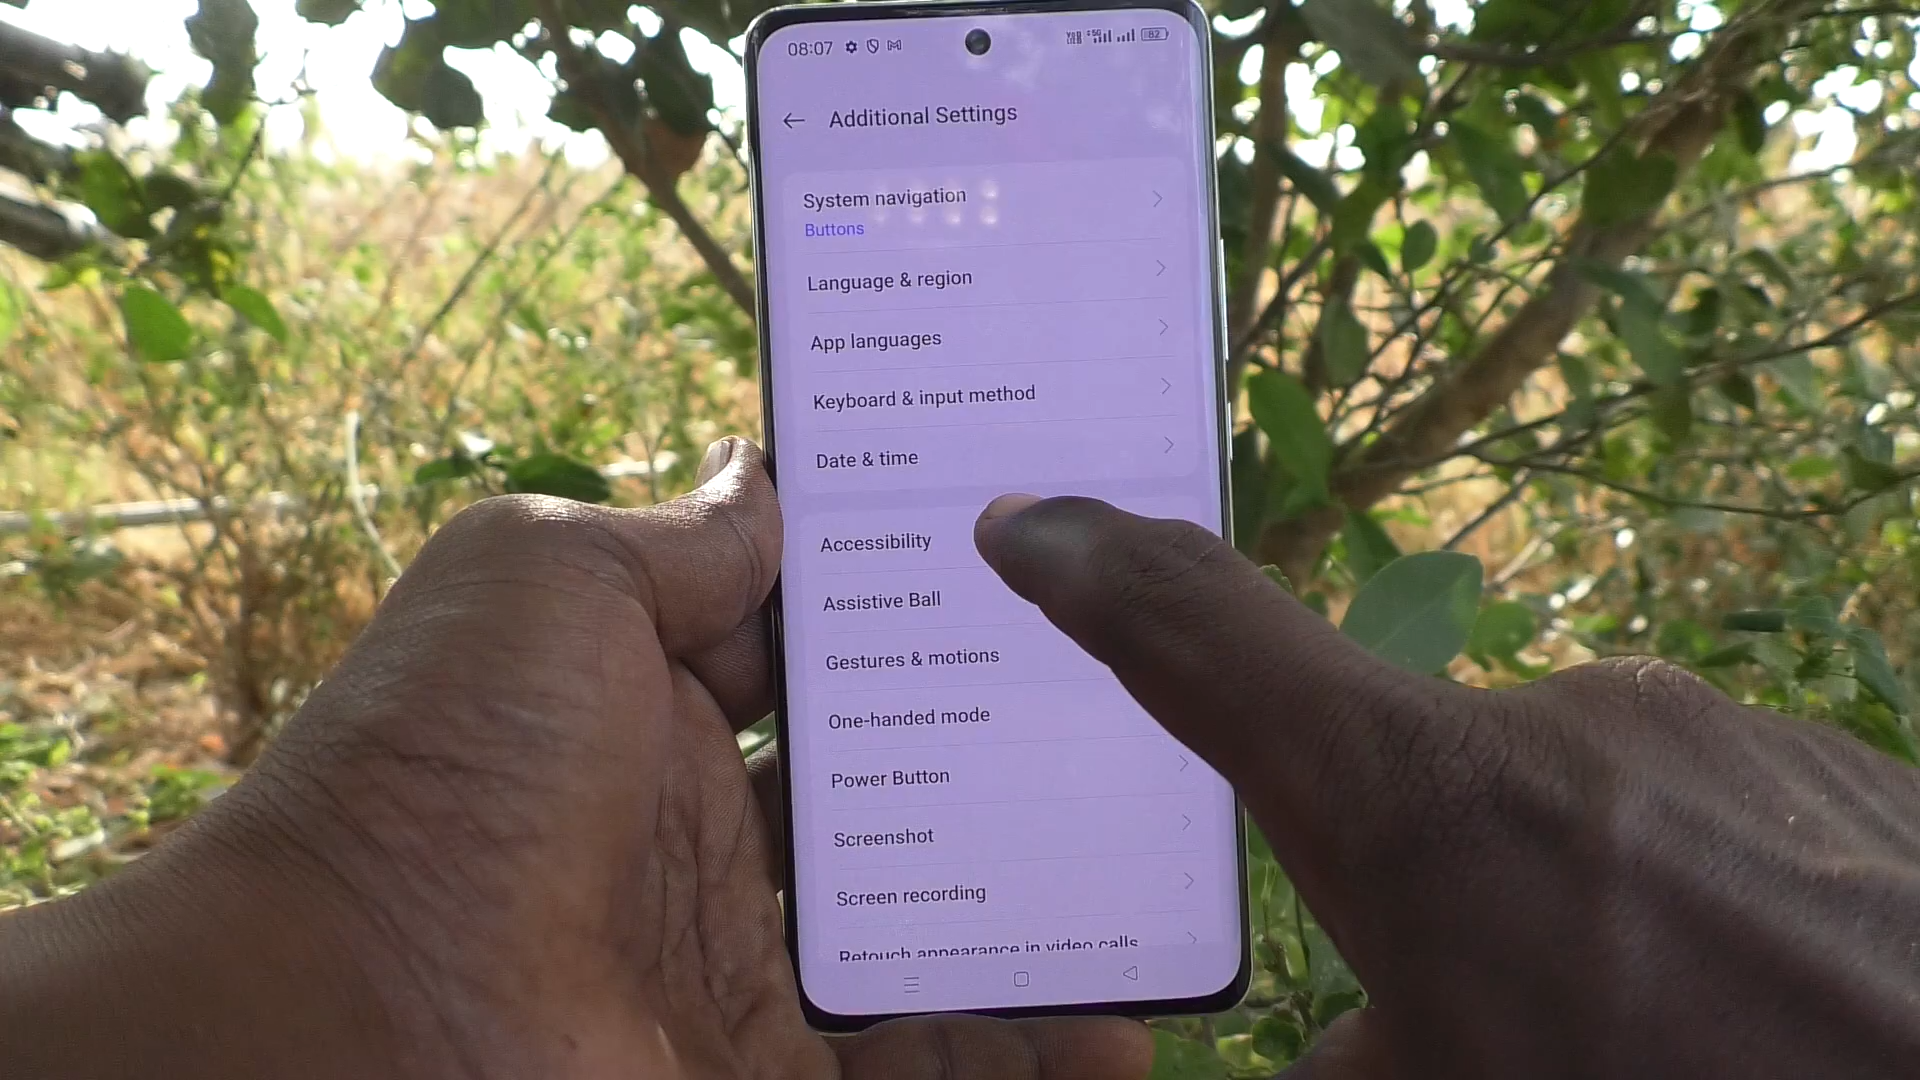 08:07
82
Additional Settings
System navigation
Buttons
Language & region
App languages
Keyboard & input method
Date & time
Accessibility
Assistive Ball
Gestures & motions
One-handed mode
Power Button
Screenshot
Screen recording
Retouch appearance in video calls